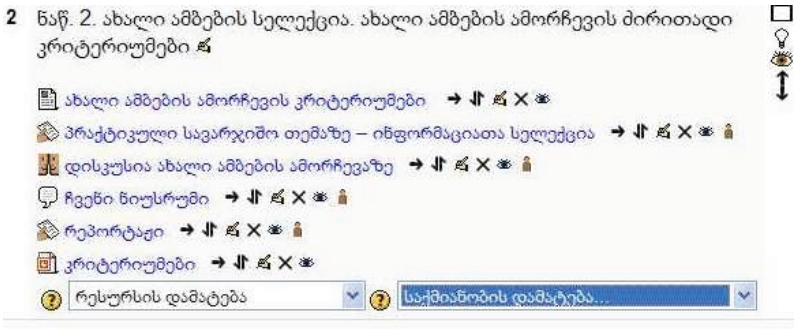 2 ნაწ. 2. ახალი ამბების სელექცია. ახალი ამბების ამორჩევის ძირითადი
კრიტერიუმები
ახალი ამბების ამორჩევის კრიტერიუმები
პრაქტიკული სავარჯიშო თემაზე – ინფორმაციათა სელექცია
დისკუსია ახალი ამბების ამორჩევაზე
ჩვენი ნიუსრუმი
რეპორტაჟი
კრიტერიუმები
რესურსის დამატება საქმიანობის დამატება...